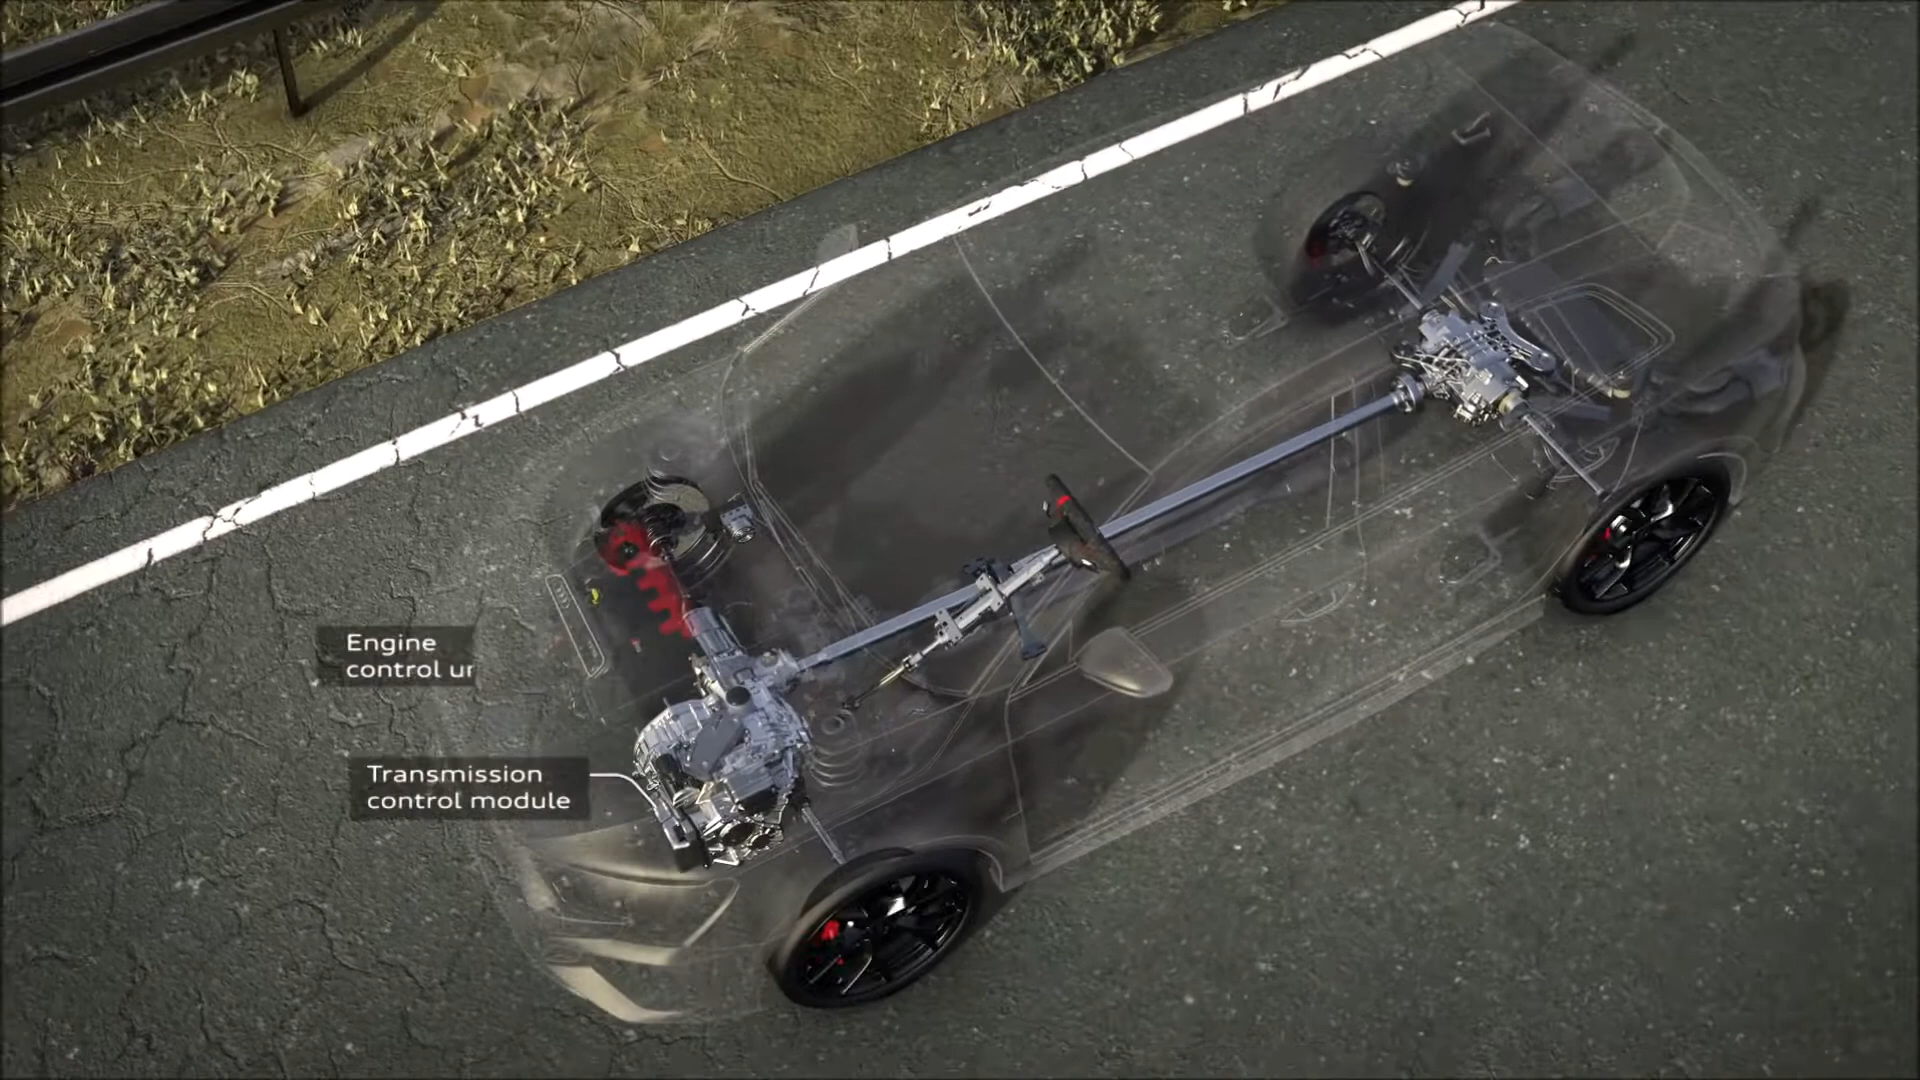 Engine
control ur
Transmission
control module